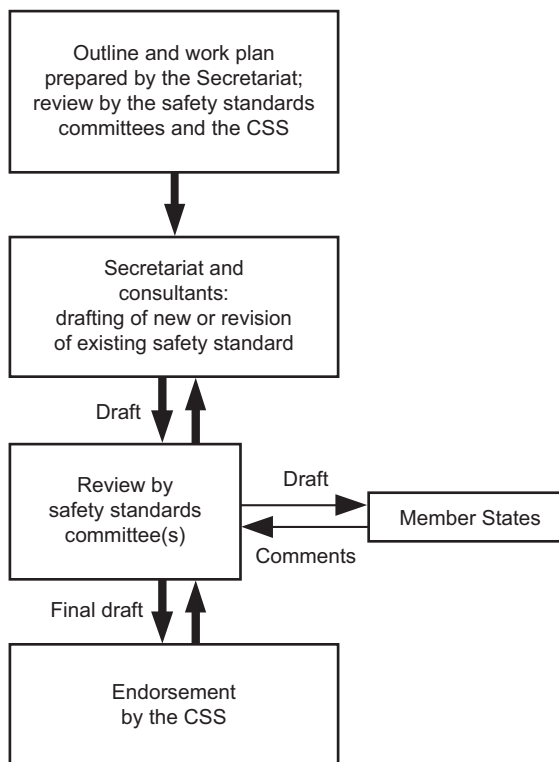 Outline and work plan
prepared by the Secretariat;
review by the safety standards
committees and the CSS
Secretariat and
consultants:
drafting of new or revision
of existing safety standard
Draft
Review by
safety standards
committee(s)
Draft
Member States
Comments
Final draft
Endorsement
by the CSS